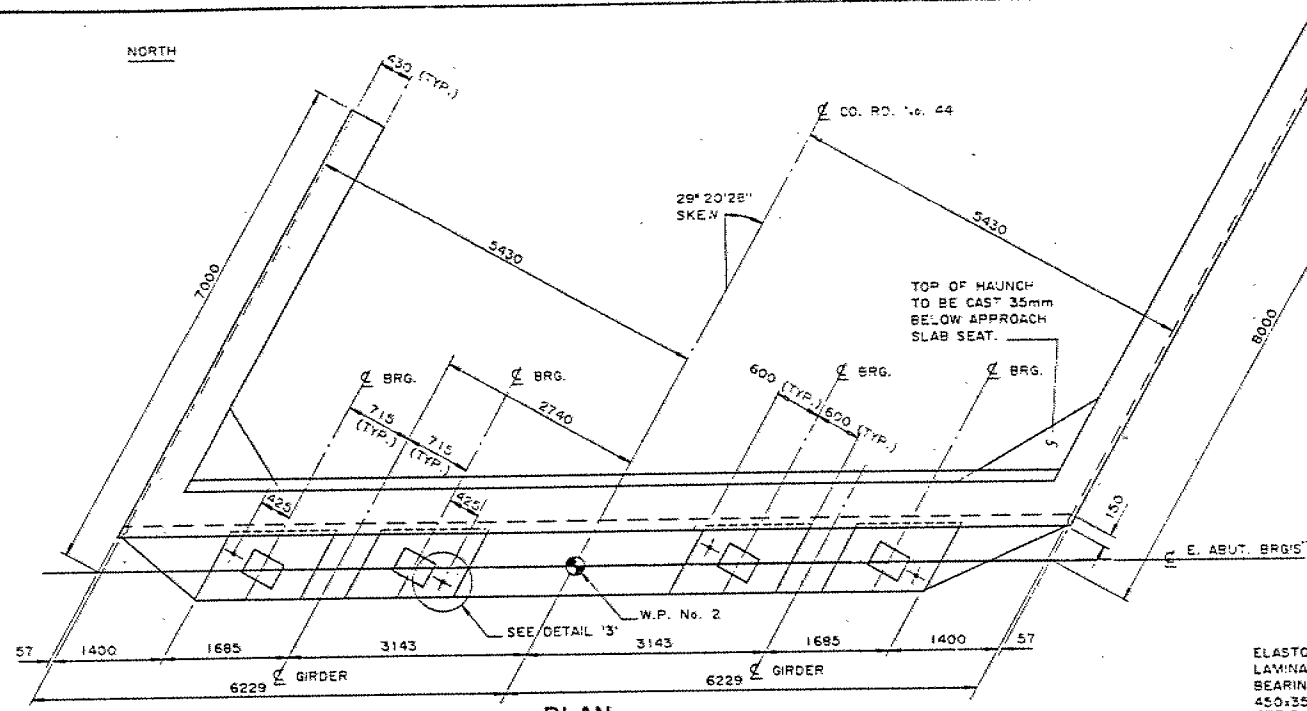 NORTH
430 (TYP.)
℄ CO. RD. No. 44
29° 20'28"
SKEW
5430
5430
7000
TOP OF HAUNCH
TO BE CAST 35mm
BELOW APPROACH
SLAB SEAT.
8000
℄ BRG.
℄ BRG.
600 (TYP.)
600 (TYP.)
℄ BRG.
℄ BRG.
715
(TYP.)
715
(TYP.)
2740
425
425
150
℄ E. ABUT. BRG'S
W.P. No. 2
SEE DETAIL '3'
57
1400
1685
3143
3143
1685
1400
57
℄ GIRDER
℄ GIRDER
6229
6229
PLAN
ELASTO
LAMINA
BEARIN
450x35